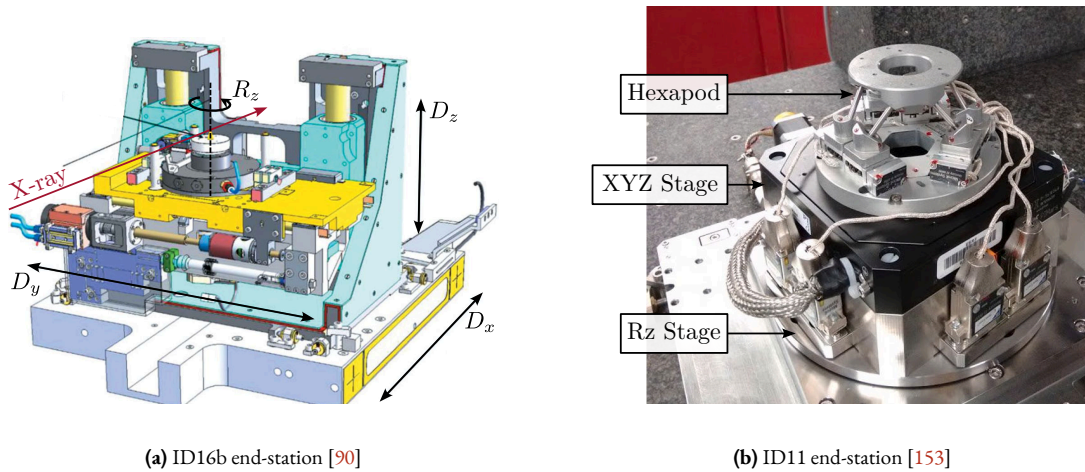 R_z
D_z
X-ray
D_y
D_x
Hexapod
XYZ Stage
Rz Stage
(a) ID16b end-station [90]
(b) ID11 end-station [153]